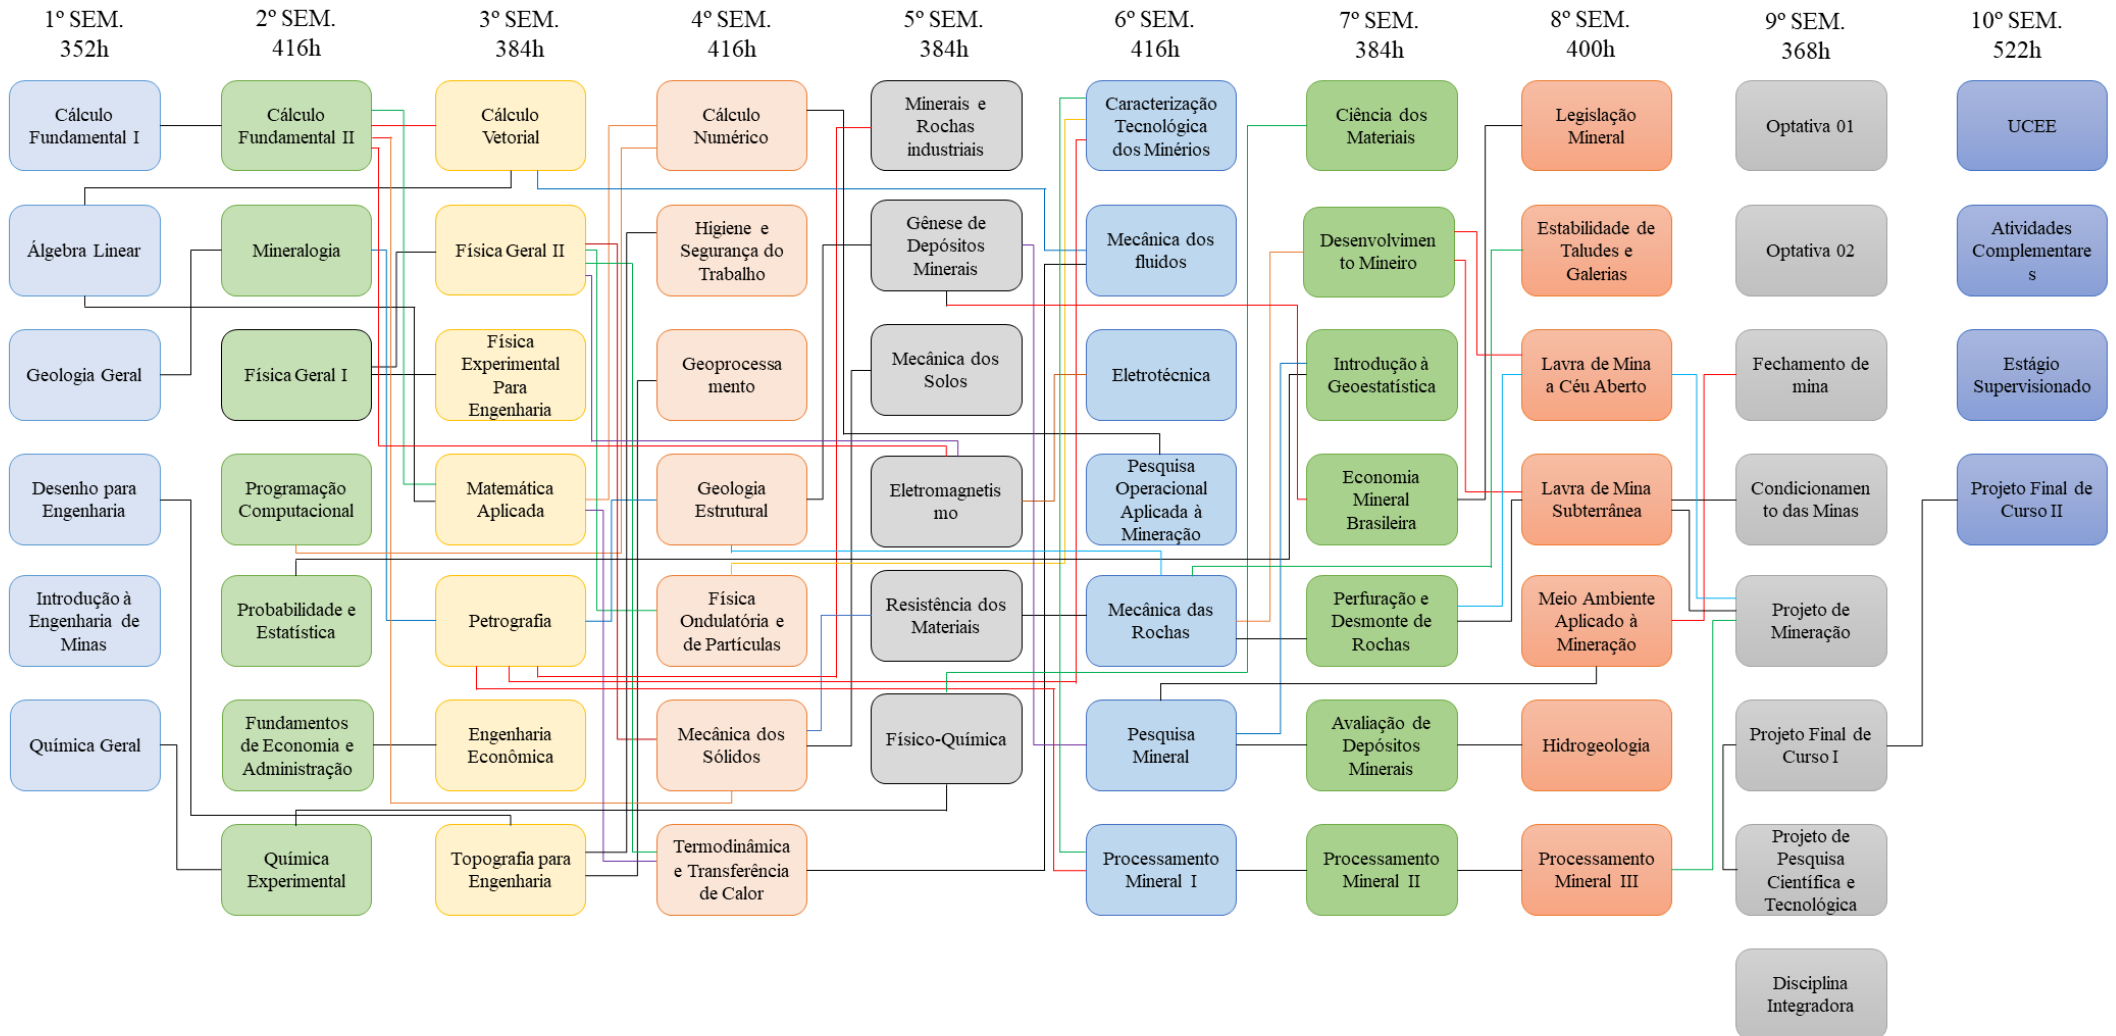 1º SEM.
352h
2º SEM.
416h
3º SEM.
384h
4º SEM.
416h
5º SEM.
384h
6º SEM.
416h
7º SEM.
384h
8º SEM.
400h
9º SEM.
368h
10º SEM.
522h
Cálculo
Fundamental I
Álgebra Linear
Geologia Geral
Desenho para
Engenharia
Introdução à
Engenharia de
Minas
Química Geral
Cálculo
Fundamental II
Mineralogia
Física Geral I
Programação
Computacional
Probabilidade e
Estatística
Fundamentos
de Economia e
Administração
Química
Experimental
Cálculo
Vetorial
Física Geral II
Física
Experimental
Para
Engenharia
Matemática
Aplicada
Petrografia
Engenharia
Econômica
Topografia para
Engenharia
Cálculo
Numérico
Higiene e
Segurança do
Trabalho
Geoprocessa
mento
Geologia
Estrutural
Física
Ondulatória e
de Partículas
Mecânica dos
Sólidos
Termodinâmica
e Transferência
de Calor
Minerais e
Rochas
industriais
Gênese de
Depósitos
Minerais
Mecânica dos
Solos
Eletromagnetis
mo
Resistência dos
Materiais
Físico-Química
Caracterização
Tecnológica
dos Minérios
Mecânica dos
fluidos
Eletrotécnica
Pesquisa
Operacional
Aplicada à
Mineração
Mecânica das
Rochas
Pesquisa
Mineral
Processamento
Mineral I
Ciência dos
Materiais
Desenvolvimen
to Mineiro
Introdução à
Geoestatística
Economia
Mineral
Brasileira
Perfuração e
Desmonte de
Rochas
Avaliação de
Depósitos
Minerais
Processamento
Mineral II
Legislação
Mineral
Estabilidade de
Taludes e
Galerias
Lavra de Mina
a Céu Aberto
Lavra de Mina
Subterrânea
Meio Ambiente
Aplicado à
Mineração
Hidrogeologia
Processamento
Mineral III
Optativa 01
Optativa 02
Fechamento de
mina
Condicionamen
to das Minas
Projeto de
Mineração
Projeto Final de
Curso I
Projeto de
Pesquisa
Científica e
Tecnológica
Disciplina
Integradora
UCEE
Atividades
Complementare
s
Estágio
Supervisionado
Projeto Final de
Curso II